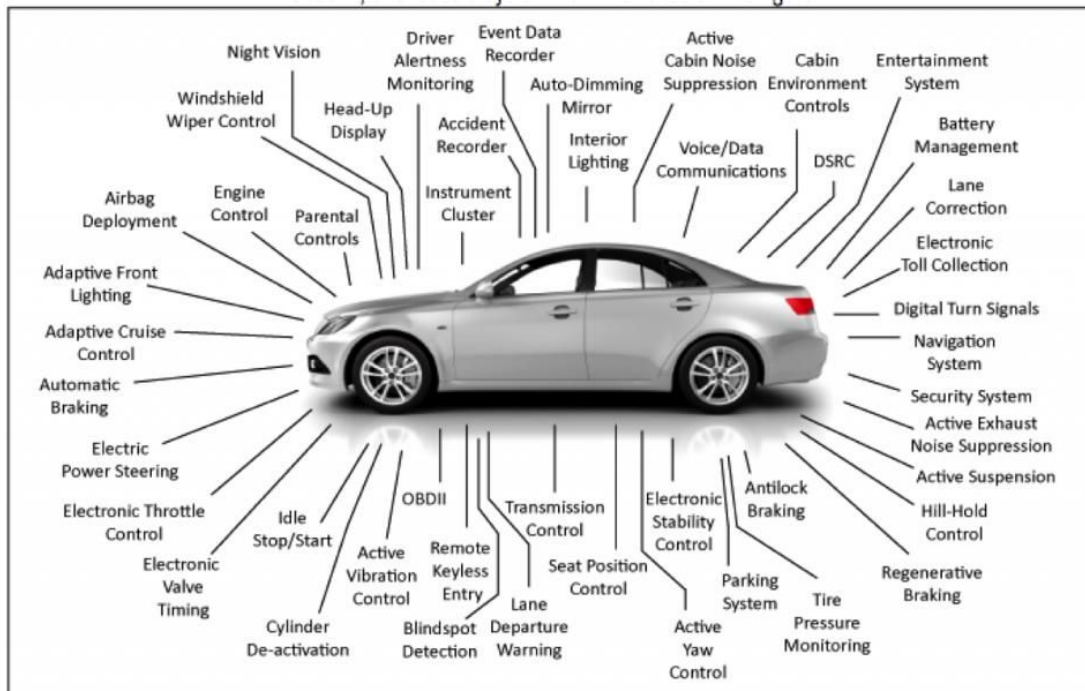 Night Vision
Driver
Alertness
Monitoring
Event Data
Recorder
Active
Cabin Noise
Suppression
Cabin
Environment
Controls
Entertainment
System
Windshield
Wiper Control
Head-Up
Display
Accident
Recorder
Auto-Dimming
Mirror
Interior
Lighting
Voice/Data
Communications
DSRC
Battery
Management
Airbag
Deployment
Engine
Control
Parental
Controls
Instrument
Cluster
Lane
Correction
Electronic
Toll Collection
Adaptive Front
Lighting
Digital Turn Signals
Adaptive Cruise
Control
Navigation
System
Automatic
Braking
Security System
Electric
Power Steering
Active Exhaust
Noise Suppression
Active Suspension
Electronic Throttle
Control
Idle
Stop/Start
OBDII
Transmission
Control
Electronic
Stability
Control
Antilock
Braking
Hill-Hold
Control
Electronic
Valve
Timing
Active
Vibration
Control
Remote
Keyless
Entry
Seat Position
Control
Parking
System
Regenerative
Braking
Cylinder
De-activation
Blindspot
Detection
Lane
Departure
Warning
Active
Yaw
Control
Tire
Pressure
Monitoring